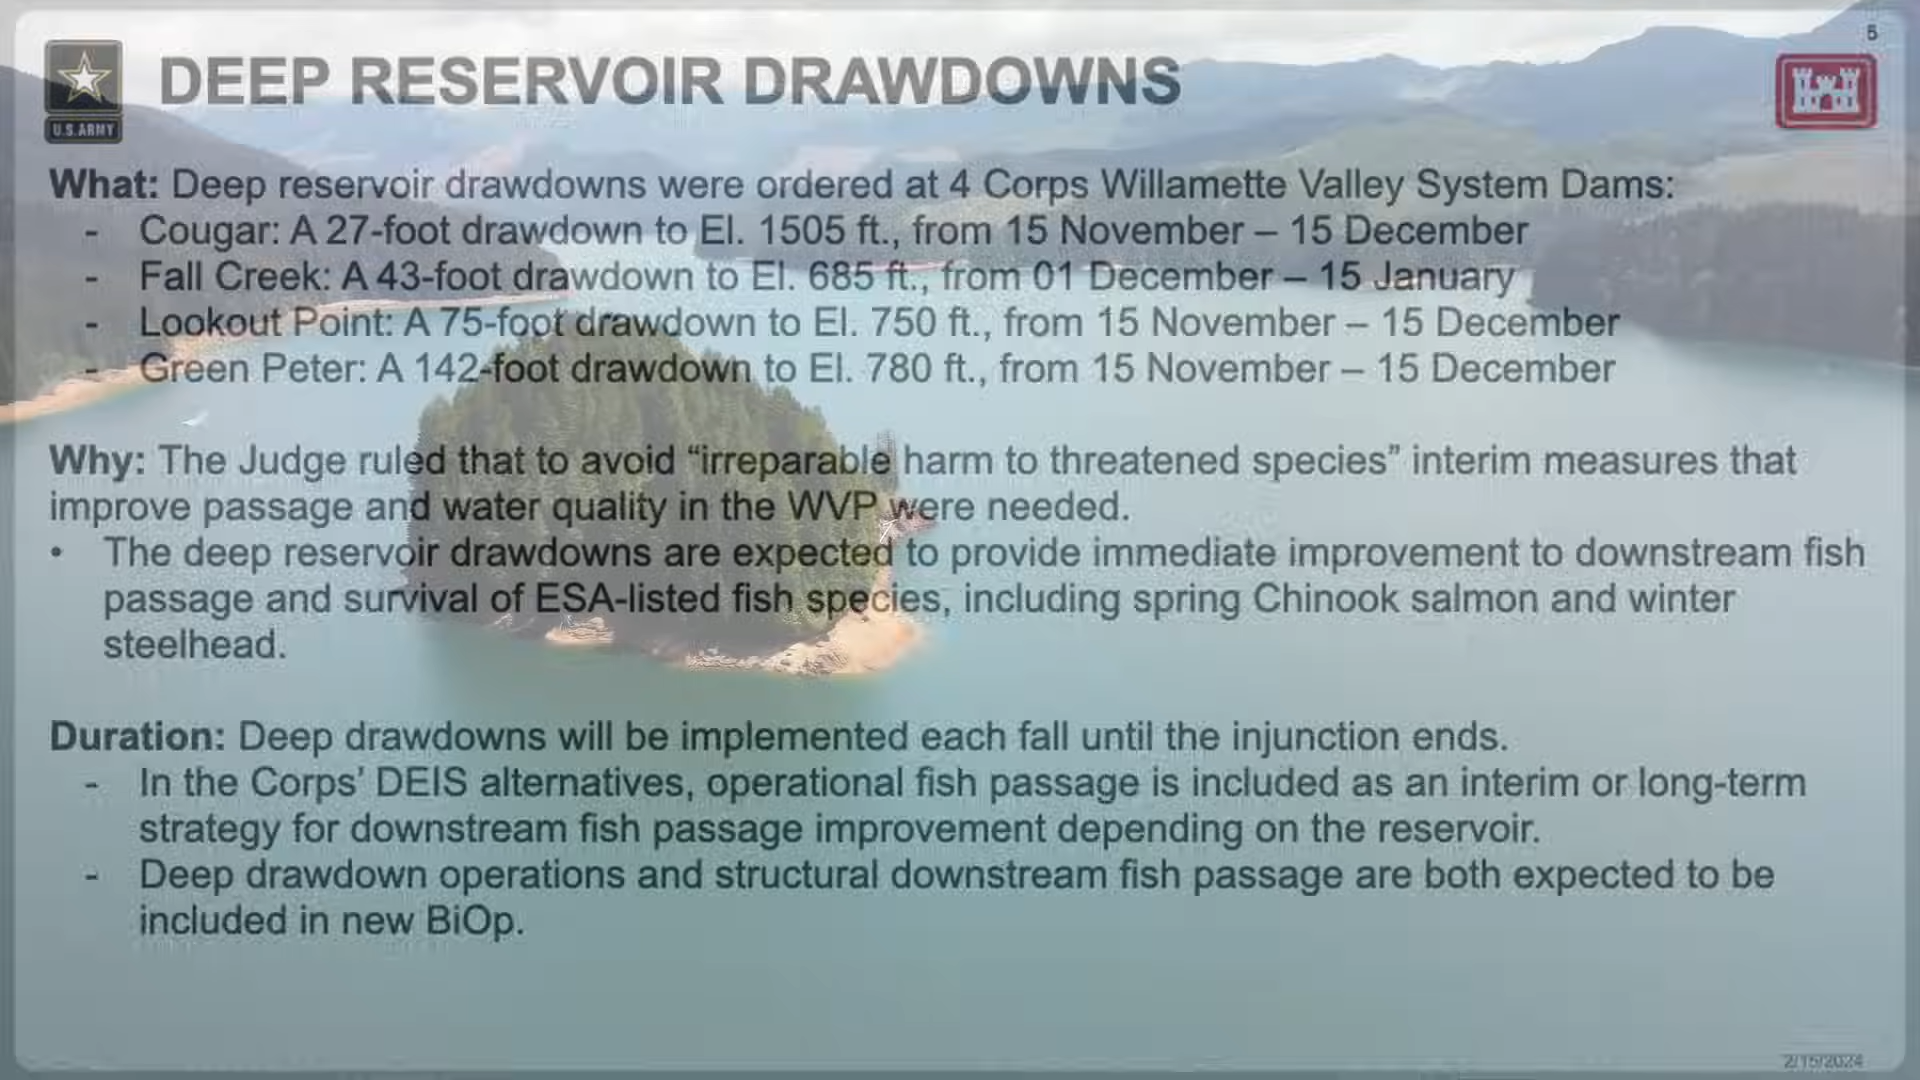 5
U.S. ARMY
DEEP RESERVOIR DRAWDOWNS
What: Deep reservoir drawdowns were ordered at 4 Corps Willamette Valley System Dams:
- Cougar: A 27-foot drawdown to El. 1505 ft., from 15 November – 15 December
- Fall Creek: A 43-foot drawdown to El. 685 ft., from 01 December – 15 January
- Lookout Point: A 75-foot drawdown to El. 750 ft., from 15 November – 15 December
- Green Peter: A 142-foot drawdown to El. 780 ft., from 15 November – 15 December
Why: The Judge ruled that to avoid “irreparable harm to threatened species” interim measures that
improve passage and water quality in the WVP were needed.
• The deep reservoir drawdowns are expected to provide immediate improvement to downstream fish
passage and survival of ESA-listed fish species, including spring Chinook salmon and winter
steelhead.
Duration: Deep drawdowns will be implemented each fall until the injunction ends.
- In the Corps’ DEIS alternatives, operational fish passage is included as an interim or long-term
strategy for downstream fish passage improvement depending on the reservoir.
- Deep drawdown operations and structural downstream fish passage are both expected to be
included in new BiOp.
2/15/2024